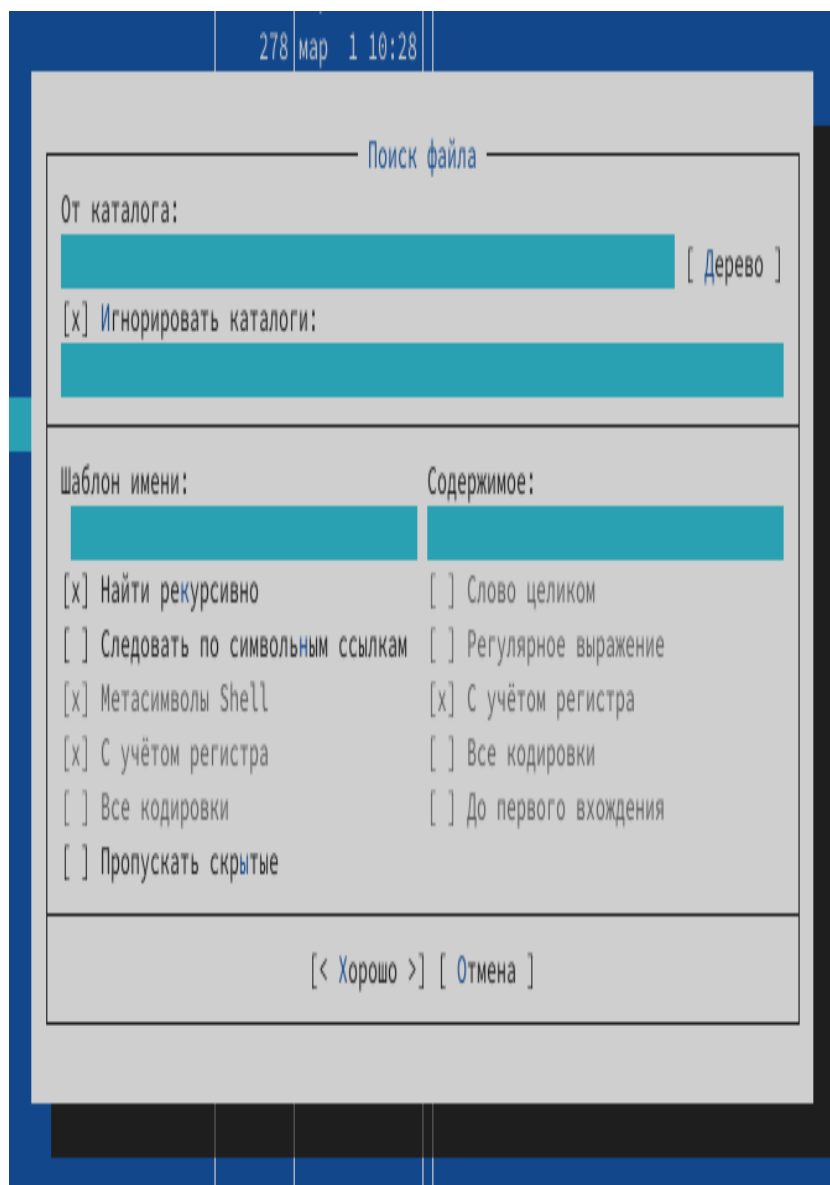 278 мар 1 10:28
Поиск файла
От каталога:
[ Дерево ]
[x] Игнорировать каталоги:
Шаблон имени: Содержимое:
[x] Найти рекурсивно [ ] Слово целиком
[ ] Следовать по символьным ссылкам [ ] Регулярное выражение
[x] Метасимволы Shell [x] С учётом регистра
[x] С учётом регистра [ ] Все кодировки
[ ] Все кодировки [ ] До первого вхождения
[ ] Пропускать скрытые
[< Хорошо >] [ Отмена ]